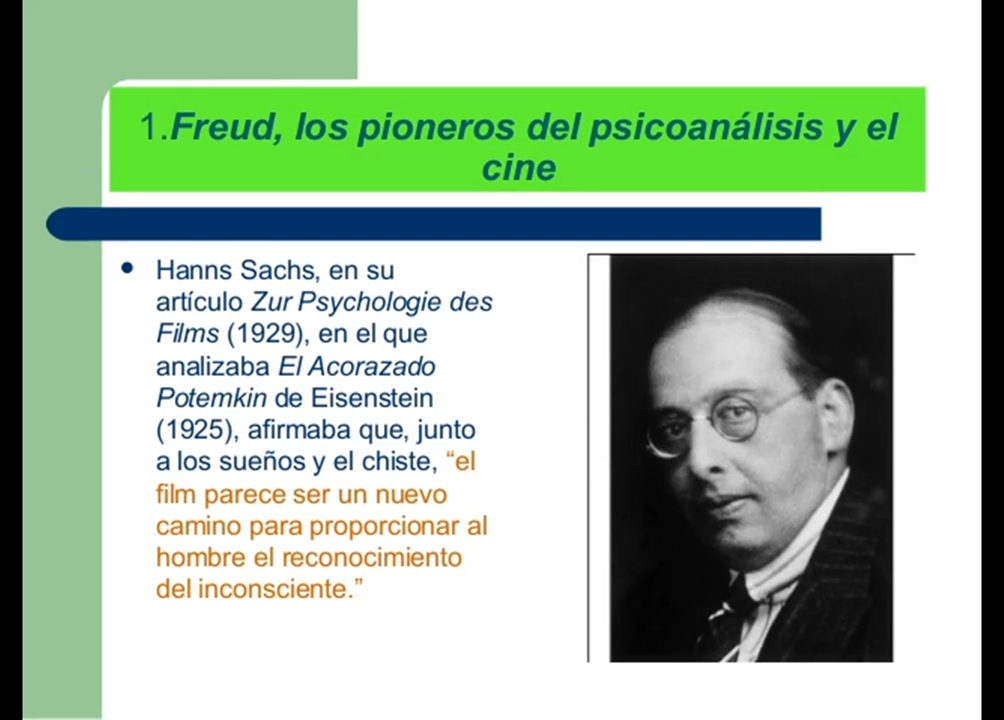 1.Freud, los pioneros del psicoanálisis y el
cine
Hanns Sachs, en su
artículo Zur Psychologie des
Films (1929), en el que
analizaba El Acorazado
Potemkin de Eisenstein
(1925), afirmaba que, junto
a los sueños y el chiste, “el
film parece ser un nuevo
camino para proporcionar al
hombre el reconocimiento
del inconsciente.”